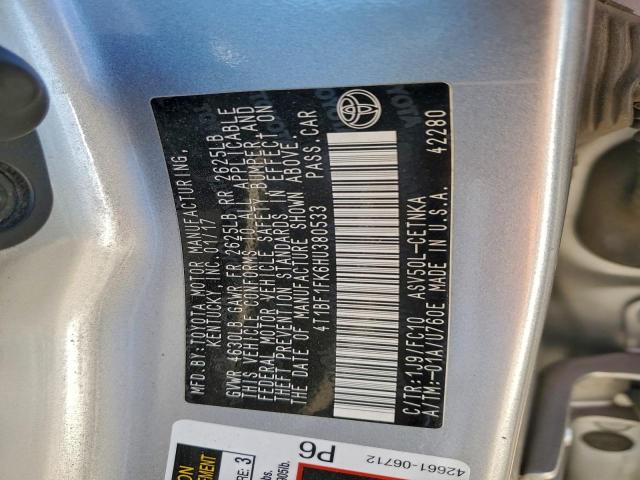 MFD.BY:TOYOTA MOTOR MANUFACTURING,
KENTUCKY, INC. 01/17
GVWR 4630LB GAWR FR 2625LB RR 2625LB
THIS VEHICLE CONFORMS TO ALL APPLICABLE
FEDERAL MOTOR VEHICLE SAFETY, BUMPER, AND
THEFT PREVENTION STANDARDS IN EFFECT ON
THE DATE OF MANUFACTURE SHOWN ABOVE.
4T1BF1FK6HU380533 PASS.CAR
C/TR:1J9/FC10 ASV50L-CETNKA
A/TM:-01A/U760E MADE IN U.S.A. 42280
TOYOTA
P6
42661-06712
RE: 3